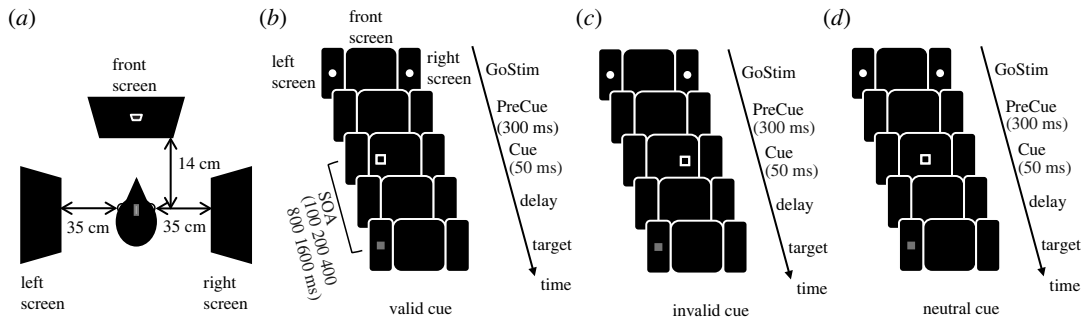 (a)
front
screen
14 cm
35 cm
35 cm
left
screen
right
screen
(b)
front
screen
left
screen
right
screen
GoStim
PreCue
(300 ms)
Cue
(50 ms)
delay
target
time
SOA
(100 200 400
800 1600 ms)
valid cue
(c)
GoStim
PreCue
(300 ms)
Cue
(50 ms)
delay
target
time
invalid cue
(d)
GoStim
PreCue
(300 ms)
Cue
(50 ms)
delay
target
time
neutral cue